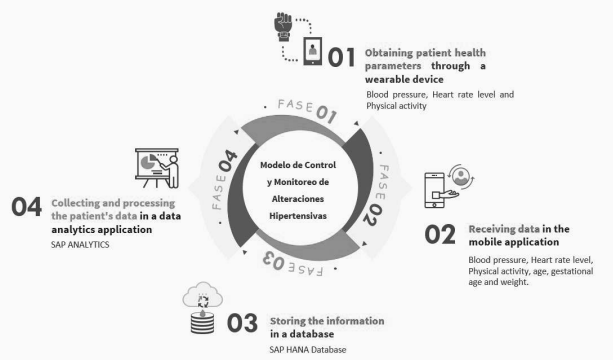 01
Obtaining patient health
parameters through a
wearable device
Blood pressure, Heart rate level and
Physical activity
FASE 01
FASE 02
FASE 03
FASE 04
Modelo de Control
y Monitoreo de
Alteraciones
Hipertensivas
02
Receiving data in the
mobile application
Blood pressure, Heart rate level,
Physical activity, age, gestational
age and weight.
03
Storing the information
in a database
SAP HANA Database
04
Collecting and processing
the patient's data in a data
analytics application
SAP ANALYTICS